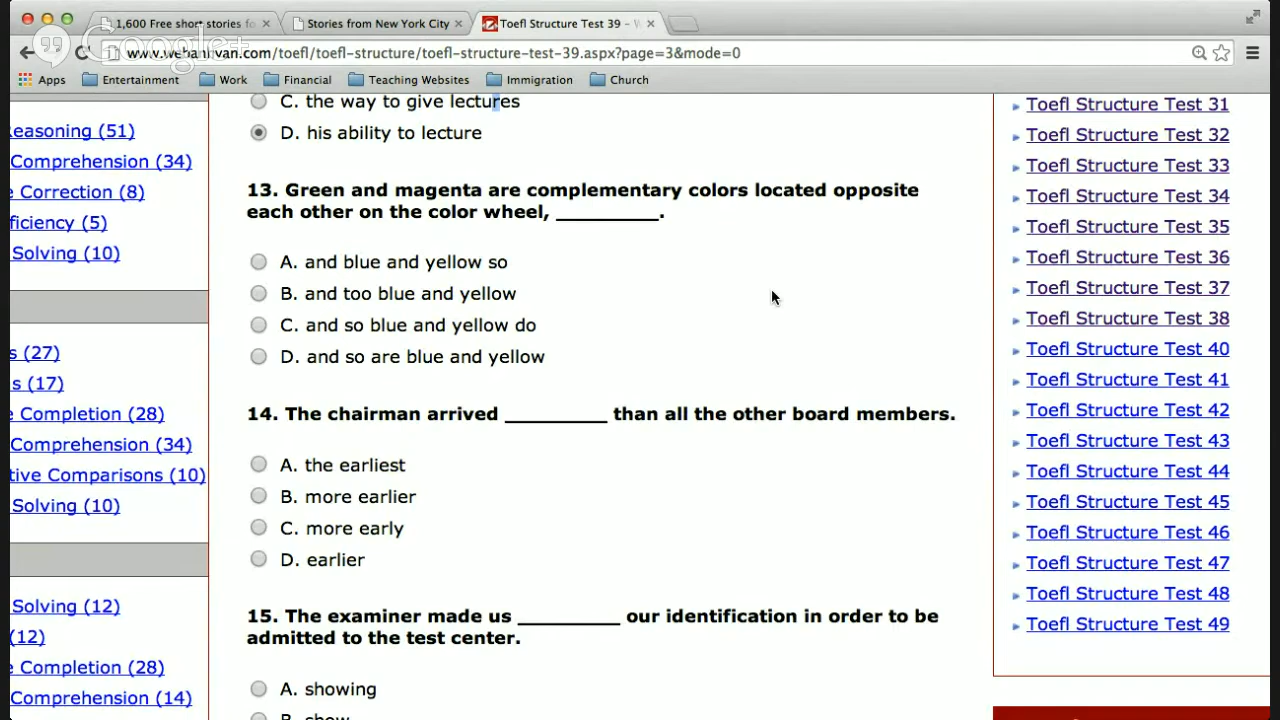 1,600 Free short stories fo
Stories from New York City
Toefl Structure Test 39 -
Google+
www.webanirvan.com/toefl/toefl-structure/toefl-structure-test-39.aspx?page=3&mode=0
Apps
Entertainment
Work
Financial
Teaching Websites
Immigration
Church
Reasoning (51)
Comprehension (34)
e Correction (8)
ficiency (5)
Solving (10)
s (27)
s (17)
e Completion (28)
Comprehension (34)
tive Comparisons (10)
Solving (10)
Solving (12)
(12)
e Completion (28)
Comprehension (14)
C. the way to give lectures
D. his ability to lecture
13. Green and magenta are complementary colors located opposite
each other on the color wheel, __________.
A. and blue and yellow so
B. and too blue and yellow
C. and so blue and yellow do
D. and so are blue and yellow
14. The chairman arrived __________ than all the other board members.
A. the earliest
B. more earlier
C. more early
D. earlier
15. The examiner made us __________ our identification in order to be
admitted to the test center.
A. showing
B. show
Toefl Structure Test 31
Toefl Structure Test 32
Toefl Structure Test 33
Toefl Structure Test 34
Toefl Structure Test 35
Toefl Structure Test 36
Toefl Structure Test 37
Toefl Structure Test 38
Toefl Structure Test 40
Toefl Structure Test 41
Toefl Structure Test 42
Toefl Structure Test 43
Toefl Structure Test 44
Toefl Structure Test 45
Toefl Structure Test 46
Toefl Structure Test 47
Toefl Structure Test 48
Toefl Structure Test 49